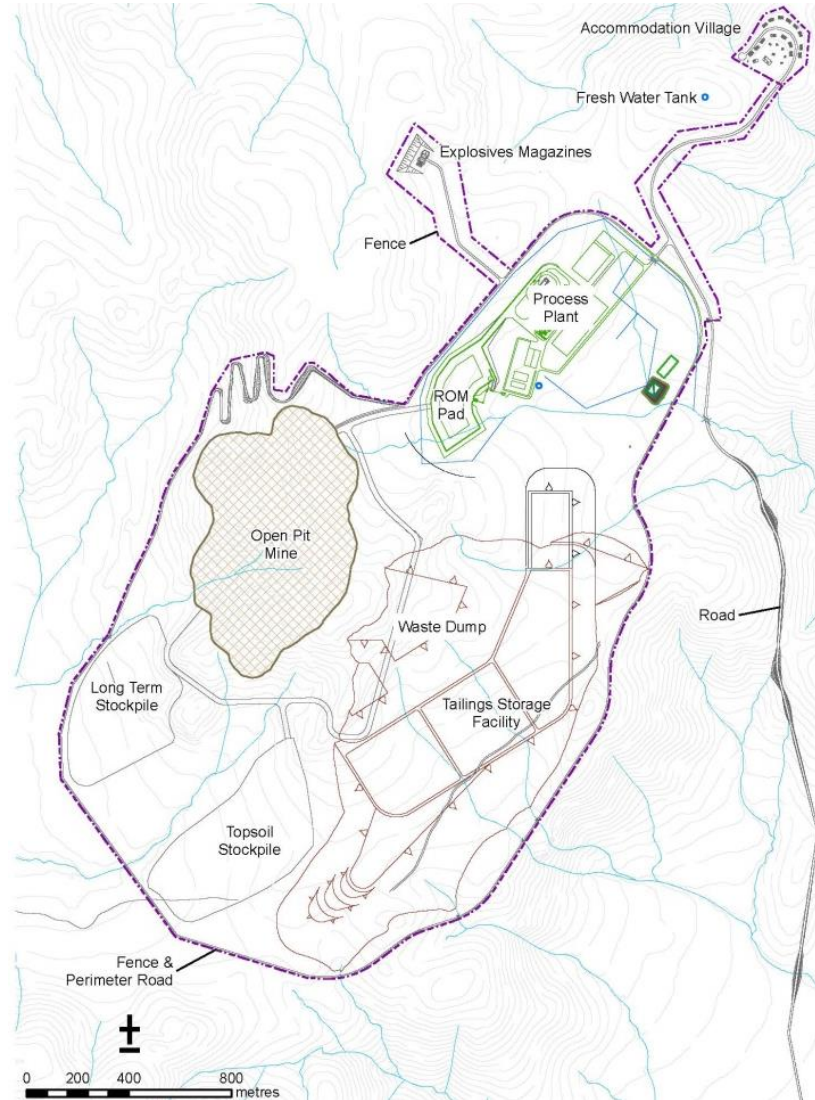 Accommodation Village
Fresh Water Tank
Explosives Magazines
Fence
Process
Plant
ROM
Pad
Open Pit
Mine
Waste Dump
Road
Long Term
Stockpile
Tailings Storage
Facility
Topsoil
Stockpile
Fence &
Perimeter Road
0 200 400 800
metres